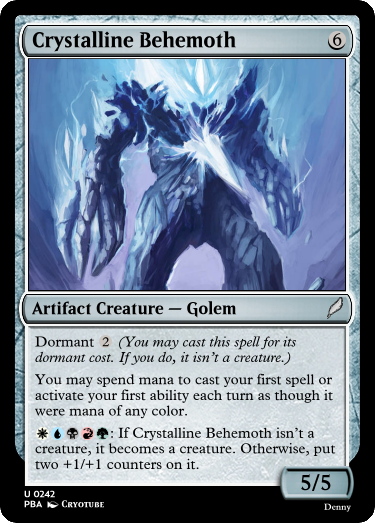 Crystalline Behemoth 6
Artifact Creature — Golem
Dormant 2 (You may cast this spell for its
dormant cost. If you do, it isn't a creature.)
You may spend mana to cast your first spell or
activate your first ability each turn as though it
were mana of any color.
: If Crystalline Behemoth isn't a
creature, it becomes a creature. Otherwise, put
two +1/+1 counters on it.
5/5
U 0242
PBA CRYOTUBE
Denny